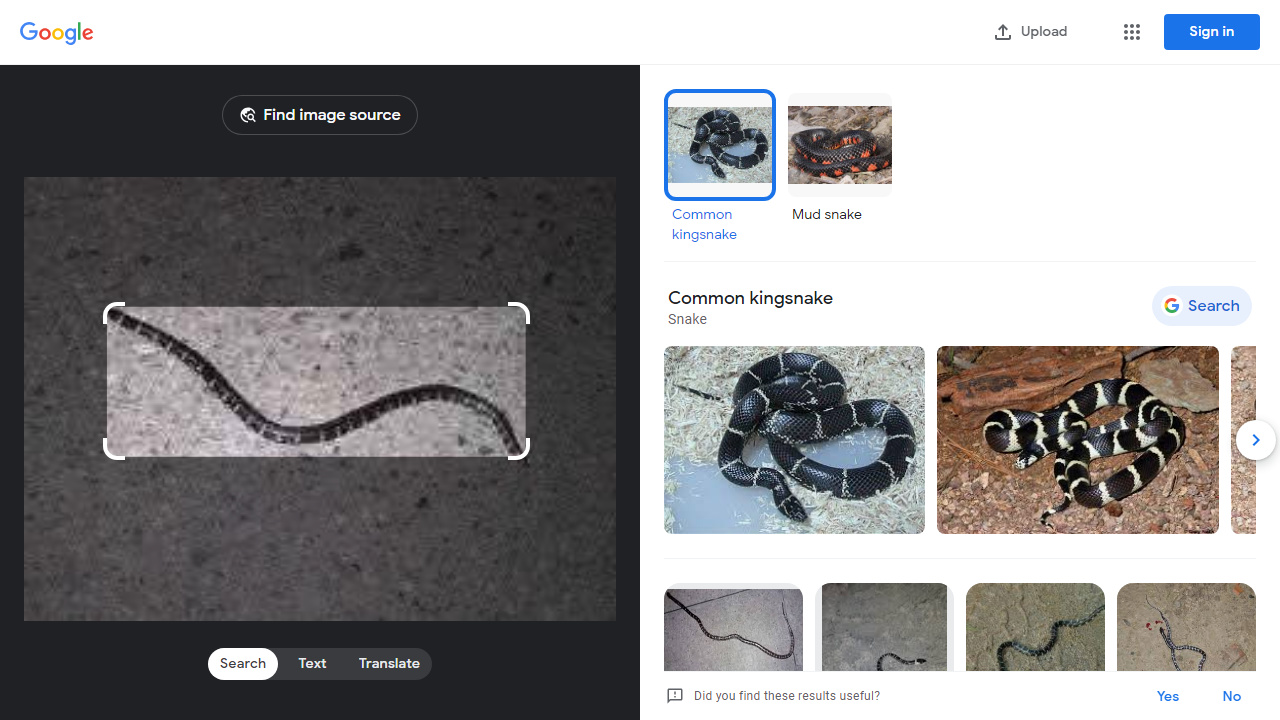 Google
Upload
Sign in
Find image source
Common
kingsnake
Mud snake
Common kingsnake
Snake
Search
Search
Text
Translate
Did you find these results useful?
Yes
No